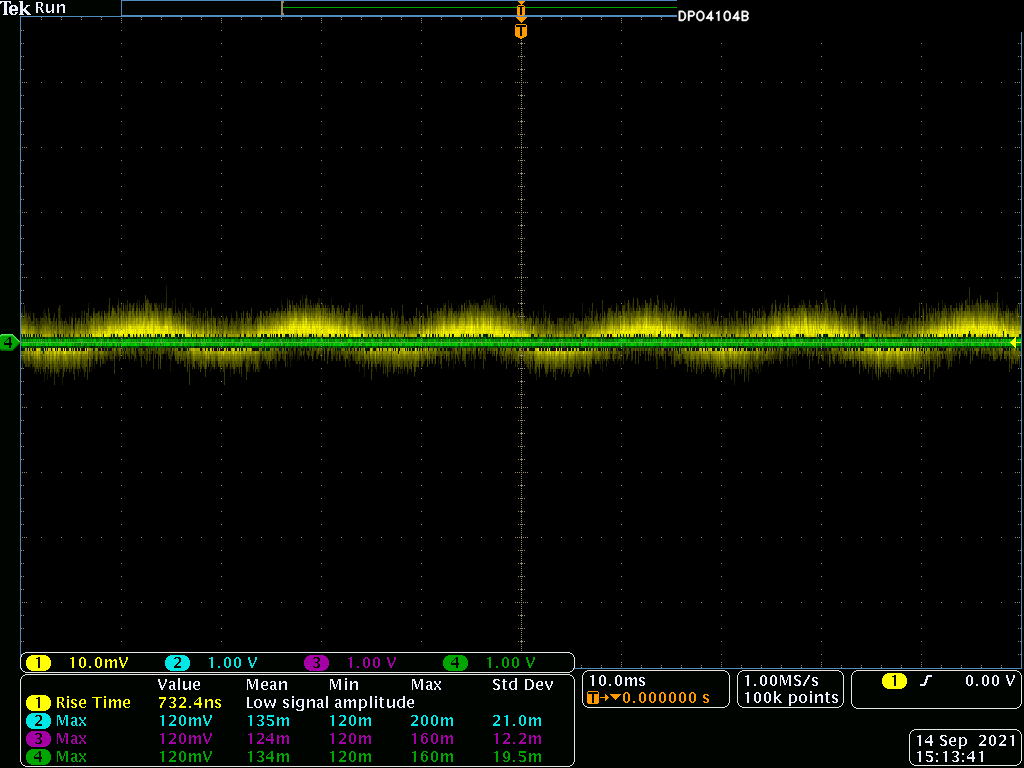 Tek Run
T
T
DPO4104B
4
1 10.0mV 2 1.00 V 3 1.00 V 4 1.00 V
Value Mean Min Max Std Dev
1 Rise Time 732.4ns Low signal amplitude
2 Max 120mV 135m 120m 200m 21.0m
3 Max 120mV 124m 120m 160m 12.2m
4 Max 120mV 134m 120m 160m 19.5m
10.0ms
T→▼0.000000 s
1.00MS/s
100k points
1 0.00 V
14 Sep 2021
15:13:41